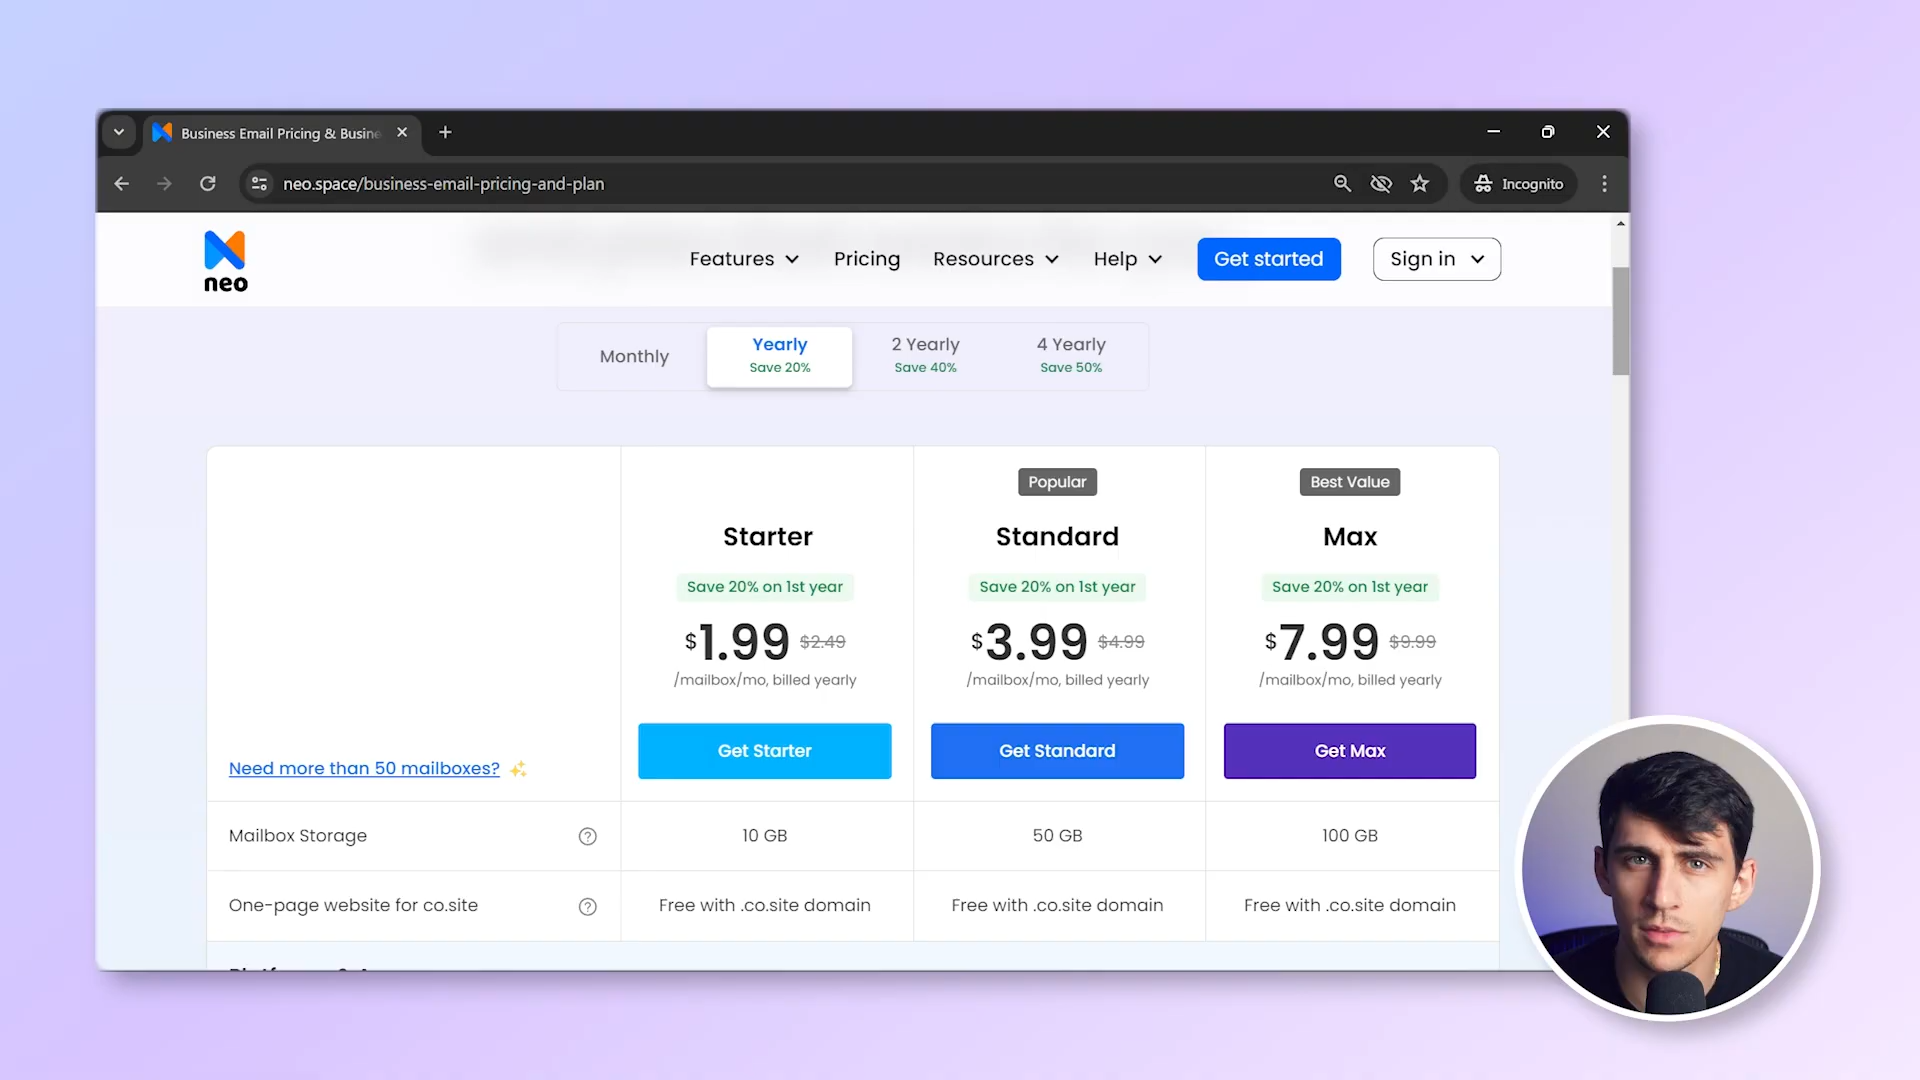 Business Email Pricing & Busine
neo.space/business-email-pricing-and-plan
Incognito
neo
Features
Pricing
Resources
Help
Get started
Sign in
Monthly
Yearly
Save 20%
2 Yearly
Save 40%
4 Yearly
Save 50%
Need more than 50 mailboxes?
Starter
Save 20% on 1st year
$1.99 $2.49
/mailbox/mo, billed yearly
Get Starter
Popular
Standard
Save 20% on 1st year
$3.99 $4.99
/mailbox/mo, billed yearly
Get Standard
Best Value
Max
Save 20% on 1st year
$7.99 $9.99
/mailbox/mo, billed yearly
Get Max
Mailbox Storage ? 10 GB 50 GB 100 GB
One-page website for co.site ? Free with .co.site domain Free with .co.site domain Free with .co.site domain